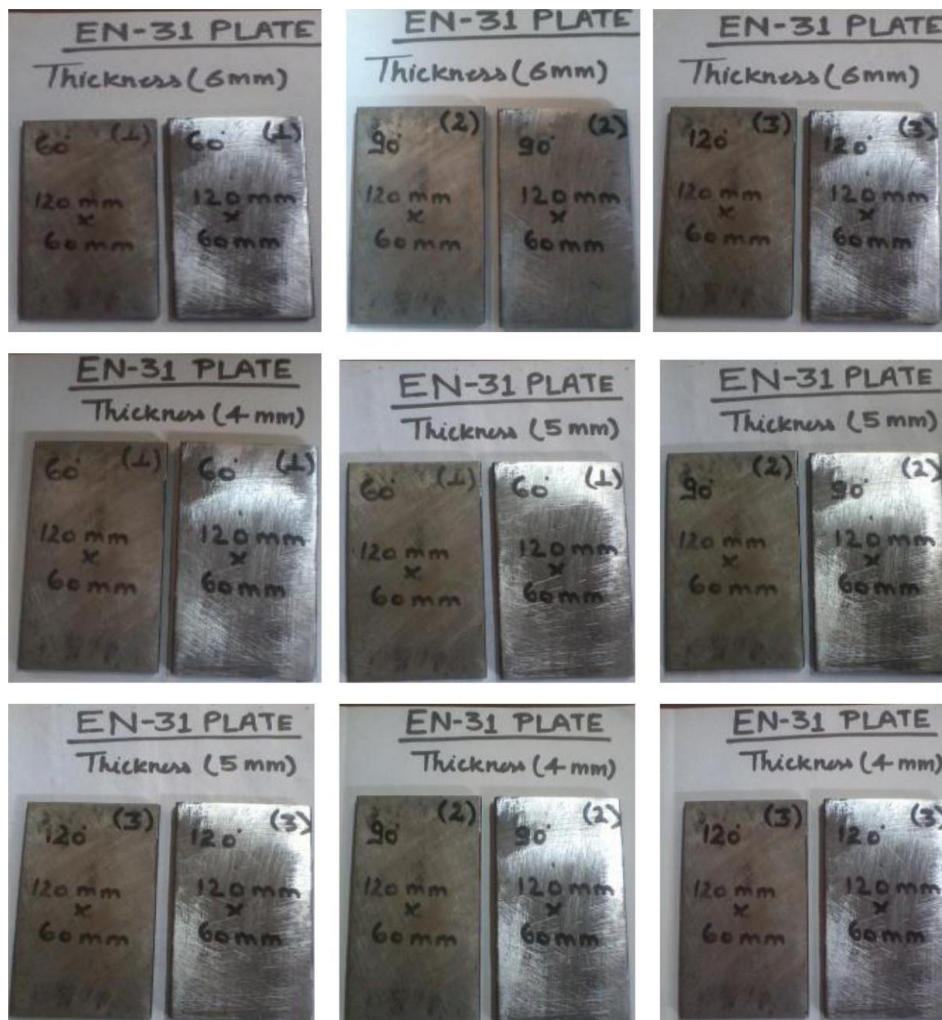 EN-31 PLATE
Thickness (6mm)
60° (1) 60° (1)
120 mm 120 mm
x x
60 mm 60 mm
EN-31 PLATE
Thickness (6mm)
90° (2) 90° (2)
120 mm 120 mm
x x
60 mm 60 mm
EN-31 PLATE
Thickness (6mm)
120° (3) 120° (3)
120 mm 120 mm
x x
60 mm 60 mm
EN-31 PLATE
Thickness (4 mm)
60° (1) 60° (1)
120 mm 120 mm
x x
60 mm 60 mm
EN-31 PLATE
Thickness (5 mm)
60° (1) 60° (1)
120 mm 120 mm
x x
60 mm 60 mm
EN-31 PLATE
Thickness (5 mm)
90° (2) 90° (2)
120 mm 120 mm
x x
60 mm 60 mm
EN-31 PLATE
Thickness (5 mm)
120° (3) 120° (3)
120 mm 120 mm
x x
60 mm 60 mm
EN-31 PLATE
Thickness (4 mm)
90° (2) 90° (2)
120 mm 120 mm
x x
60 mm 60 mm
EN-31 PLATE
Thickness (4 mm)
120° (3) 120° (3)
120 mm 120 mm
x x
60 mm 60 mm